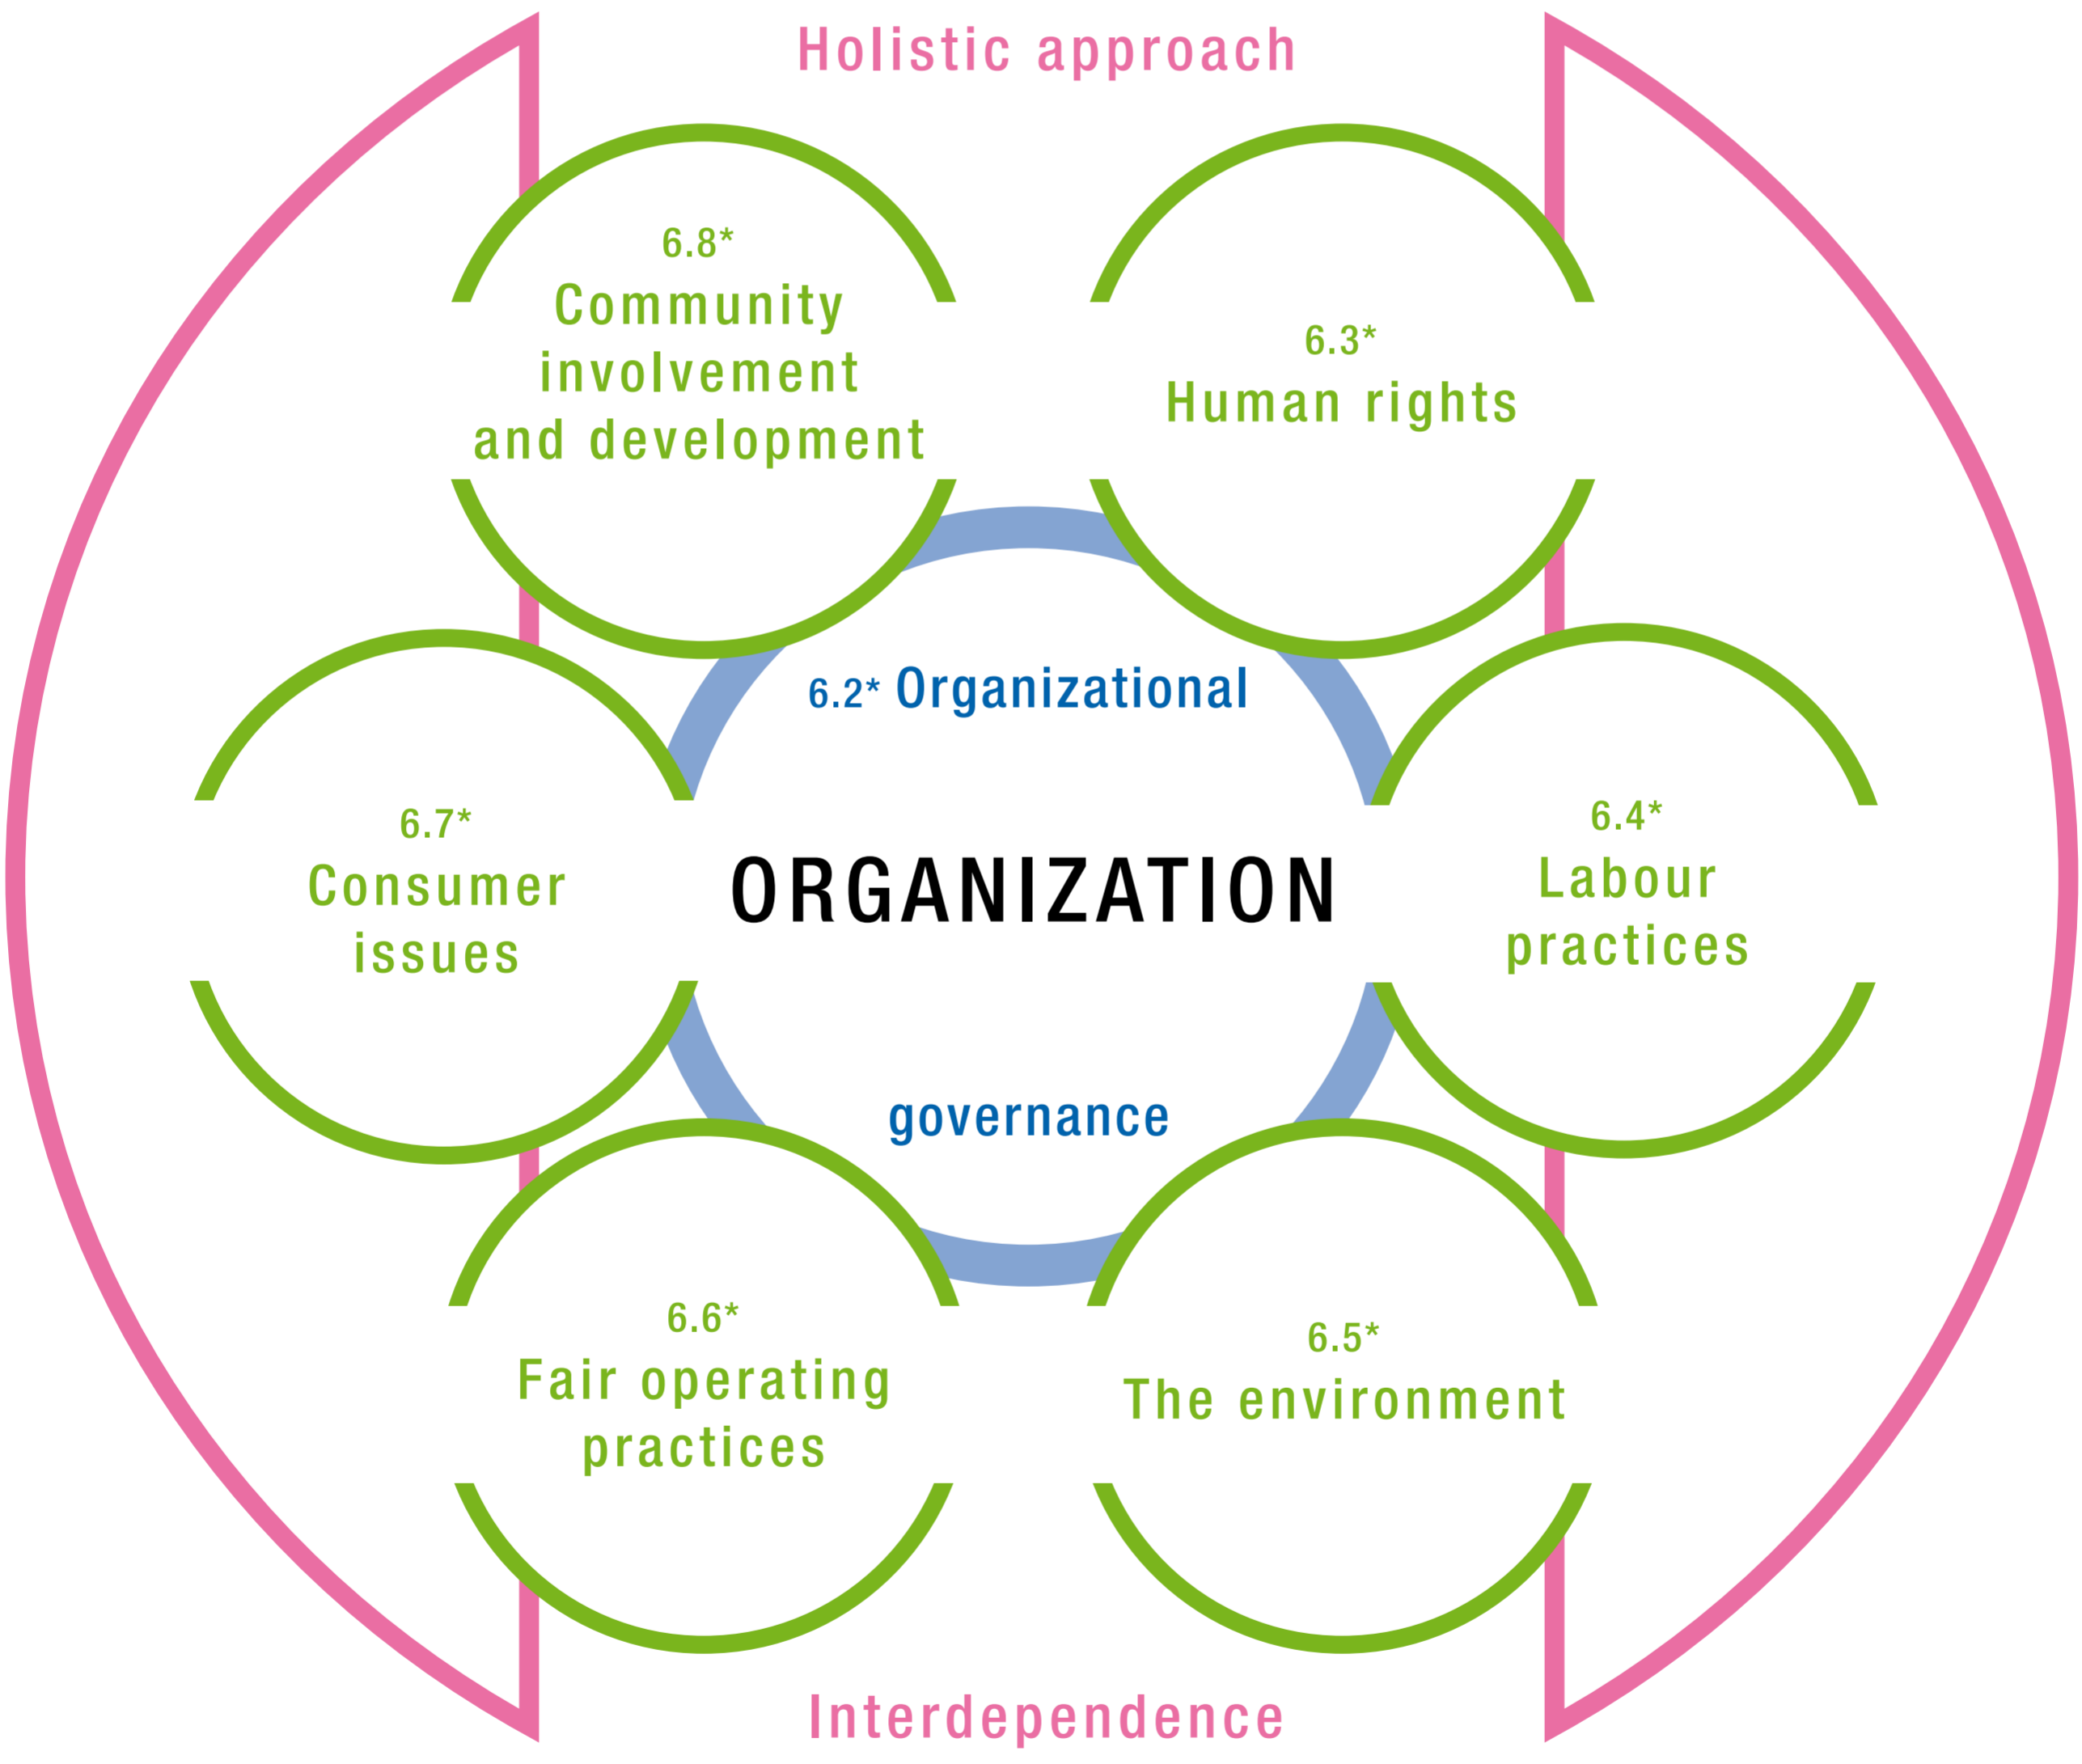 Holistic approach
6.8*
Community
involvement
and development
6.3*
Human rights
6.2* Organizational
6.7*
Consumer
issues
ORGANIZATION
6.4*
Labour
practices
governance
6.6*
Fair operating
practices
6.5*
The environment
Interdependence